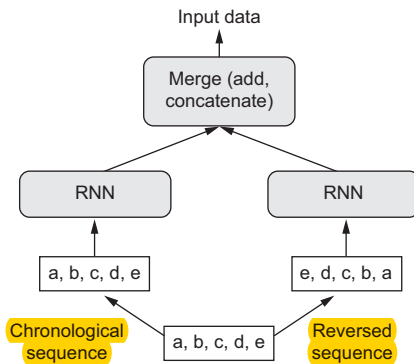 Input data
Merge (add,
concatenate)
RNN
RNN
a, b, c, d, e
e, d, c, b, a
Chronological
sequence
a, b, c, d, e
Reversed
sequence